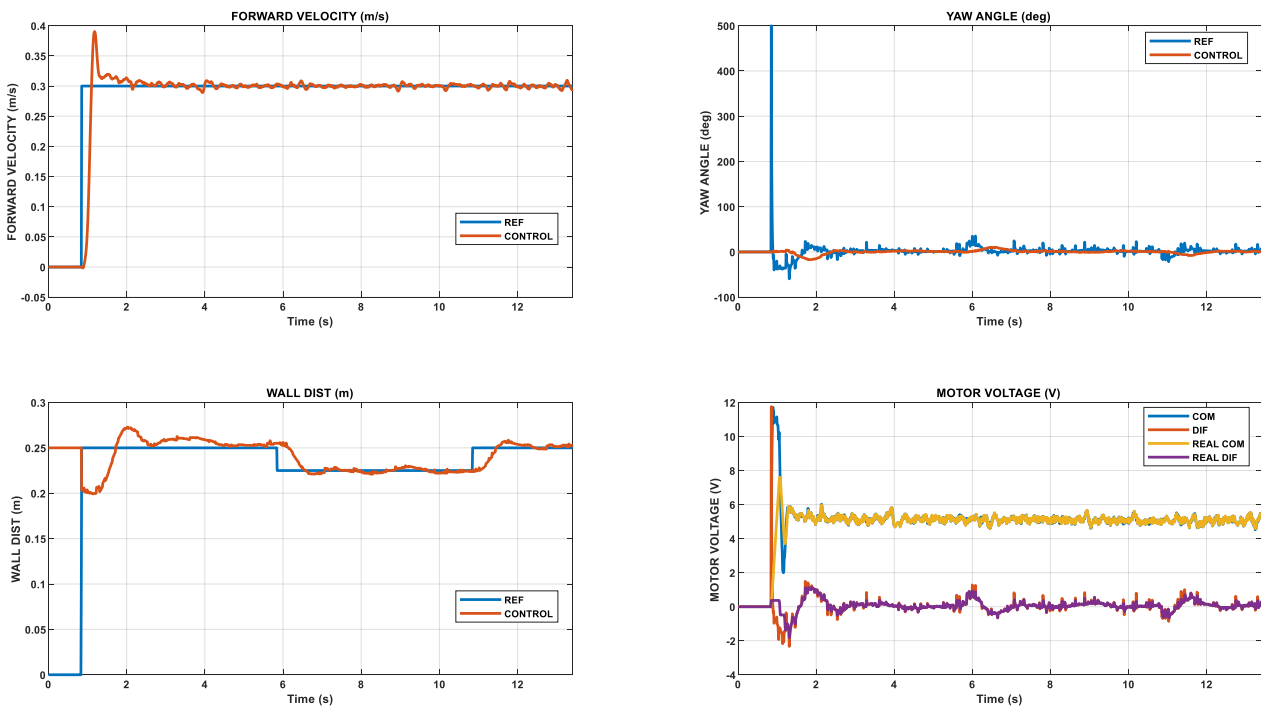 FORWARD VELOCITY (m/s)
FORWARD VELOCITY (m/s)
0.4
0.35
0.3
0.25
0.2
0.15
0.1
0.05
0
-0.05
0 2 4 6 8 10 12
Time (s)
REF
CONTROL
YAW ANGLE (deg)
YAW ANGLE (deg)
500
400
300
200
100
0
-100
0 2 4 6 8 10 12
Time (s)
REF
CONTROL
WALL DIST (m)
WALL DIST (m)
0.3
0.25
0.2
0.15
0.1
0.05
0
0 2 4 6 8 10 12
Time (s)
REF
CONTROL
MOTOR VOLTAGE (V)
MOTOR VOLTAGE (V)
12
10
8
6
4
2
0
-2
-4
0 2 4 6 8 10 12
Time (s)
COM
DIF
REAL COM
REAL DIF